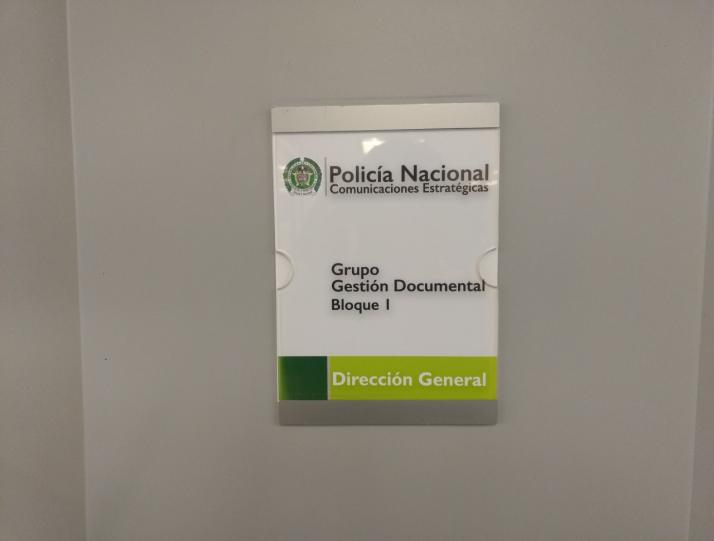 Policía Nacional
Comunicaciones Estratégicas
Grupo
Gestión Documental
Bloque 1
Dirección General